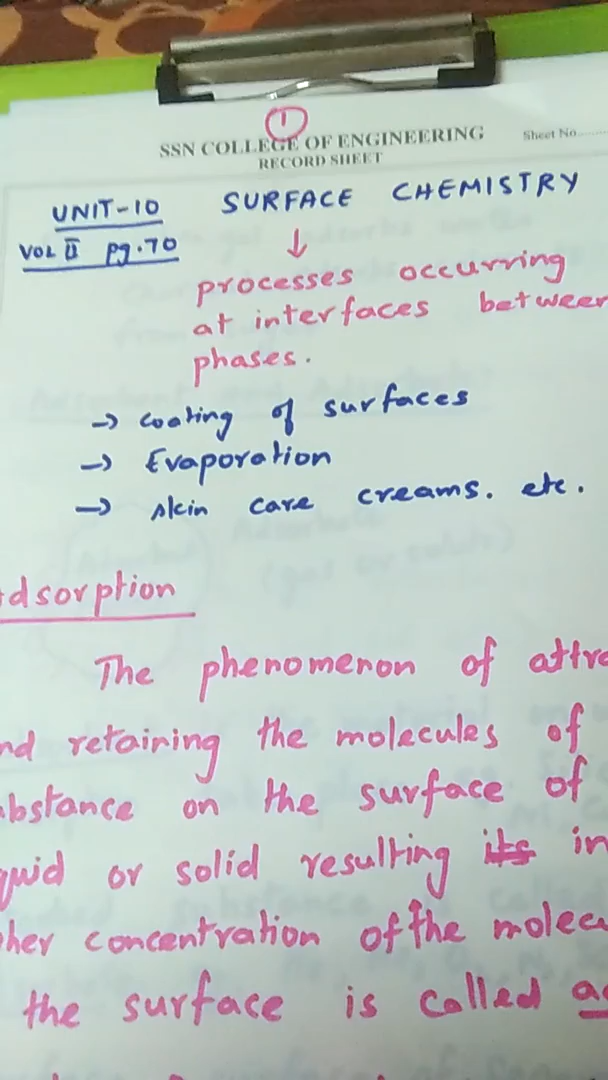 1
SSN COLLEGE OF ENGINEERING Sheet No.
RECORD SHEET
UNIT-10 SURFACE CHEMISTRY
VOL II pg.70
↓
processes occurring
at interfaces between
phases.
→ coating of surfaces
→ Evaporation
→ skin care creams. etc.
dsorption
The phenomenon of attra
nd retaining the molecules of
bstance on the surface of
quid or solid resulting its in
her concentration of the molecu
the surface is called ad